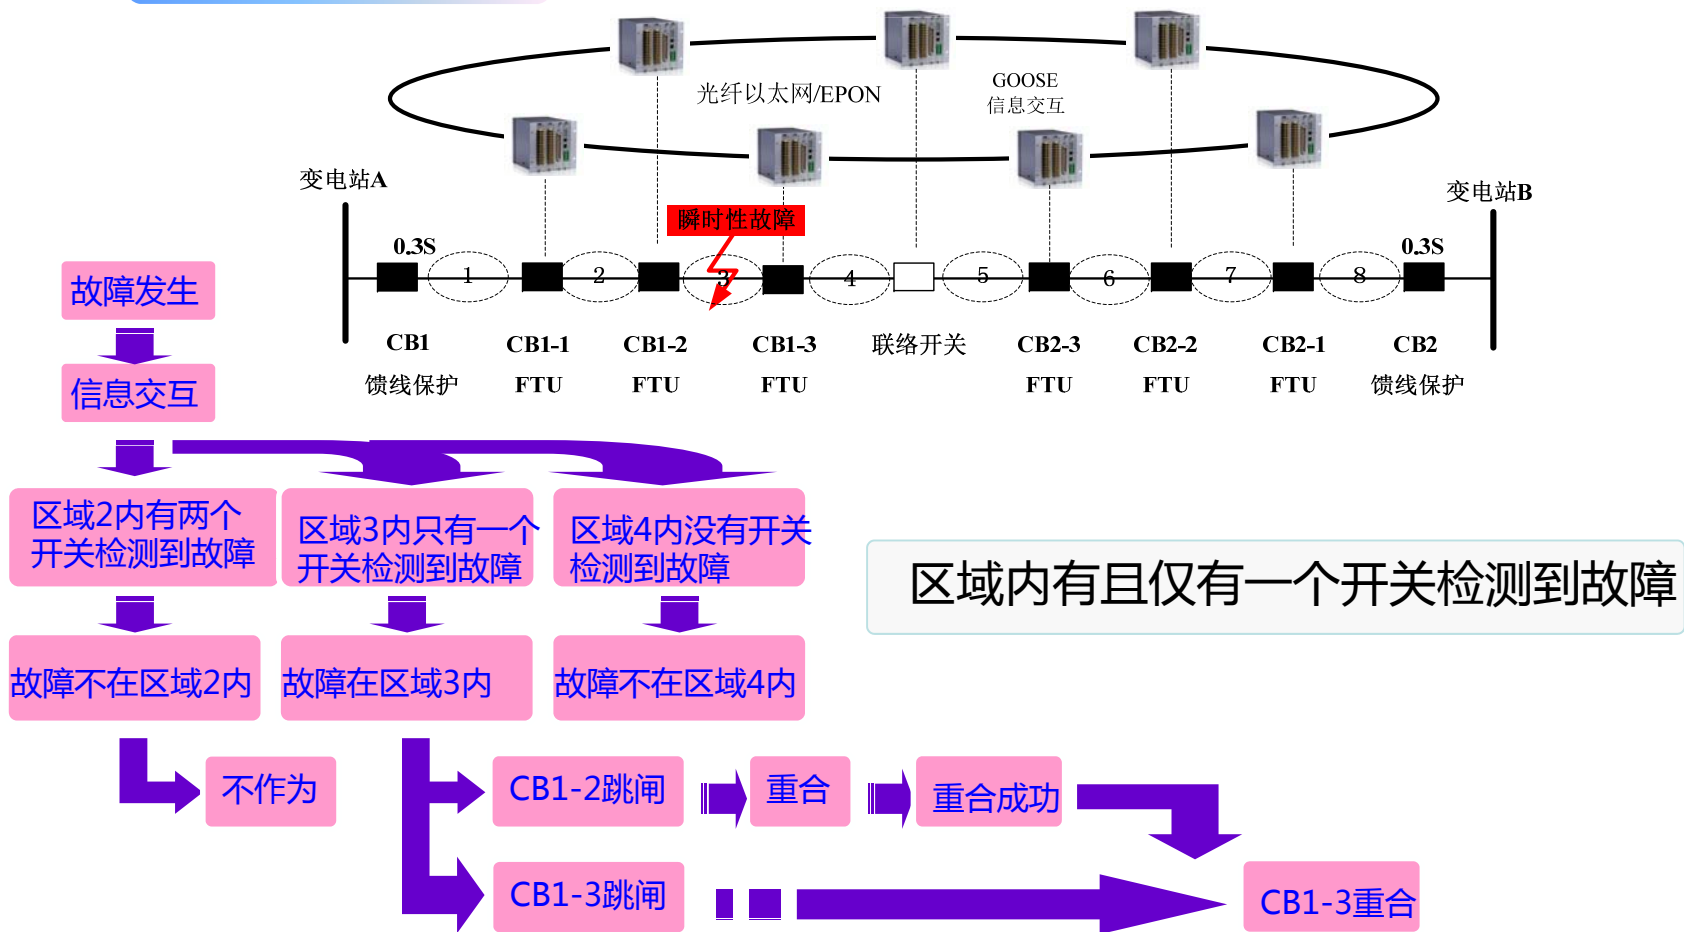 光纤以太网/EPON
GOOSE
信息交互
变电站A
变电站B
瞬时性故障
0.3S
0.3S
1
2
3
4
5
6
7
8
CB1
CB1-1
CB1-2
CB1-3
联络开关
CB2-3
CB2-2
CB2-1
CB2
馈线保护
FTU
FTU
FTU
FTU
FTU
FTU
馈线保护
故障发生
信息交互
区域2内有两个
开关检测到故障
区域3内只有一个
开关检测到故障
区域4内没有开关
检测到故障
区域内有且仅有一个开关检测到故障
故障不在区域2内
故障在区域3内
故障不在区域4内
不作为
CB1-2跳闸
重合
重合成功
CB1-3跳闸
CB1-3重合